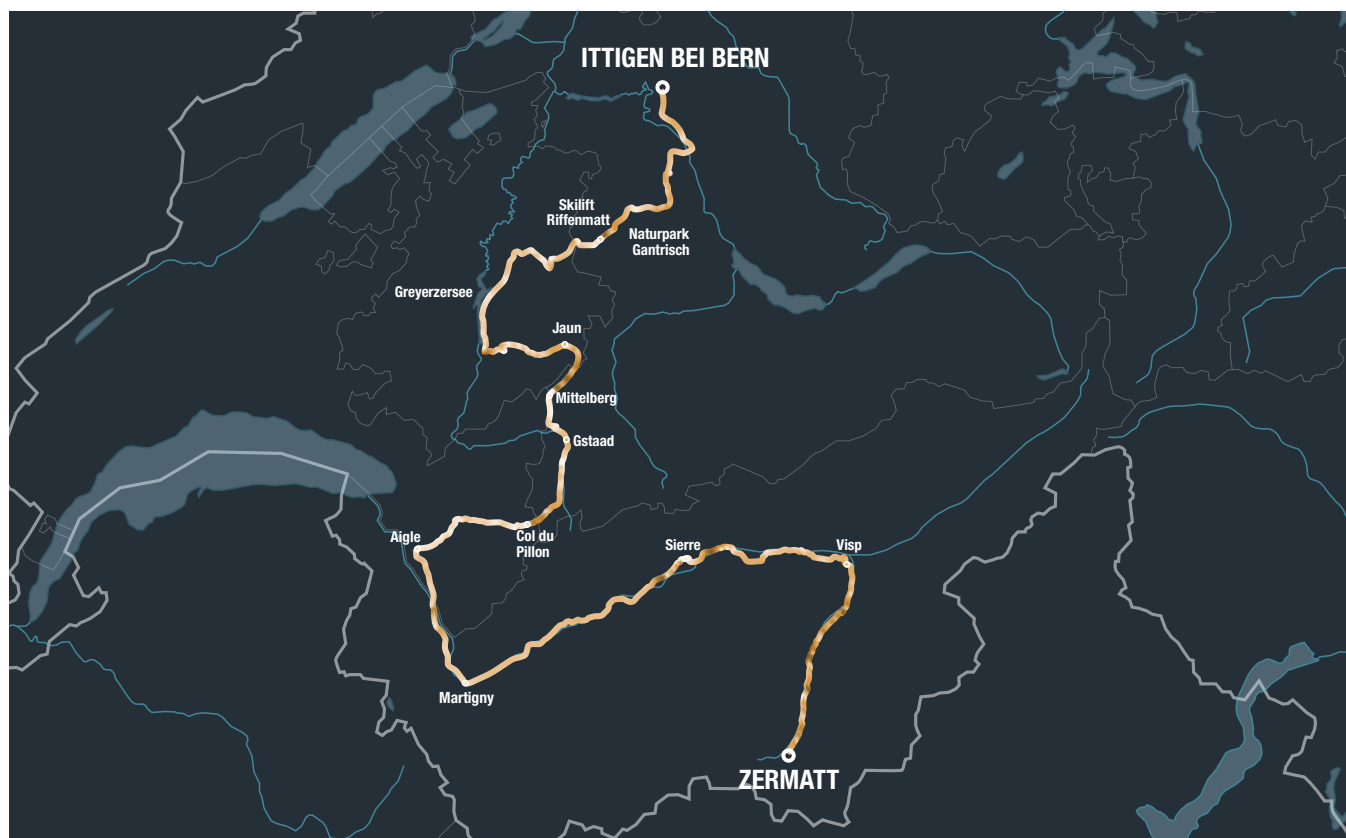 ITTIGEN BEI BERN
Skilift
Riffenmatt
Naturpark
Gantrisch
Greyerzersee
Jaun
Mittelberg
Gstaad
Aigle
Col du
Pillon
Sierre
Visp
Martigny
ZERMATT